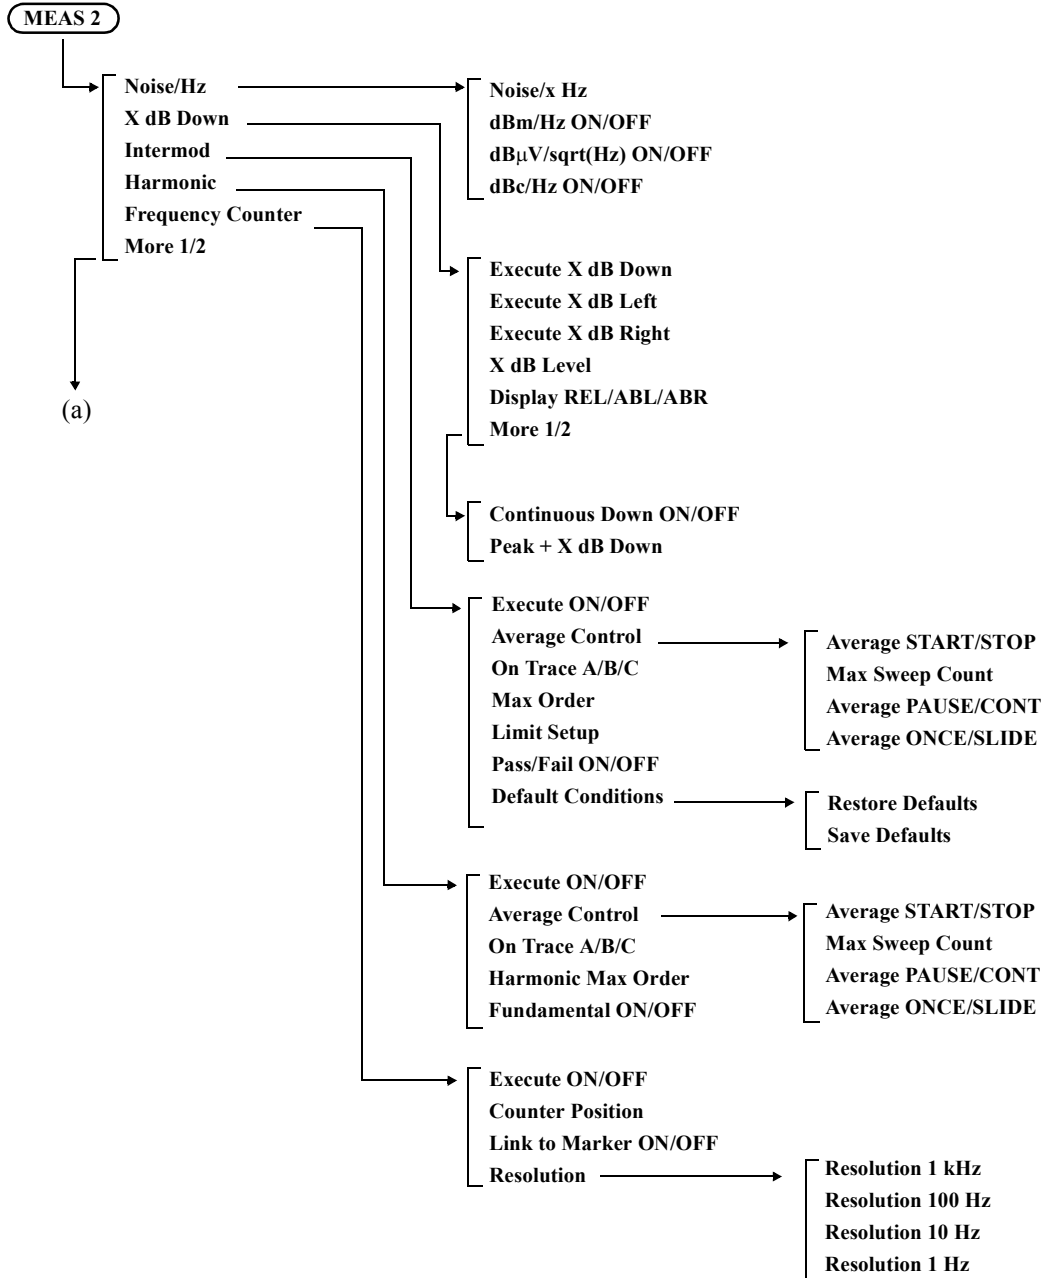 MEAS 2
Noise/Hz
X dB Down
Intermod
Harmonic
Frequency Counter
More 1/2
(a)
Noise/x Hz
dBm/Hz ON/OFF
dBμV/sqrt(Hz) ON/OFF
dBc/Hz ON/OFF
Execute X dB Down
Execute X dB Left
Execute X dB Right
X dB Level
Display REL/ABL/ABR
More 1/2
Continuous Down ON/OFF
Peak + X dB Down
Execute ON/OFF
Average Control
On Trace A/B/C
Max Order
Limit Setup
Pass/Fail ON/OFF
Default Conditions
Average START/STOP
Max Sweep Count
Average PAUSE/CONT
Average ONCE/SLIDE
Restore Defaults
Save Defaults
Execute ON/OFF
Average Control
On Trace A/B/C
Harmonic Max Order
Fundamental ON/OFF
Average START/STOP
Max Sweep Count
Average PAUSE/CONT
Average ONCE/SLIDE
Execute ON/OFF
Counter Position
Link to Marker ON/OFF
Resolution
Resolution 1 kHz
Resolution 100 Hz
Resolution 10 Hz
Resolution 1 Hz